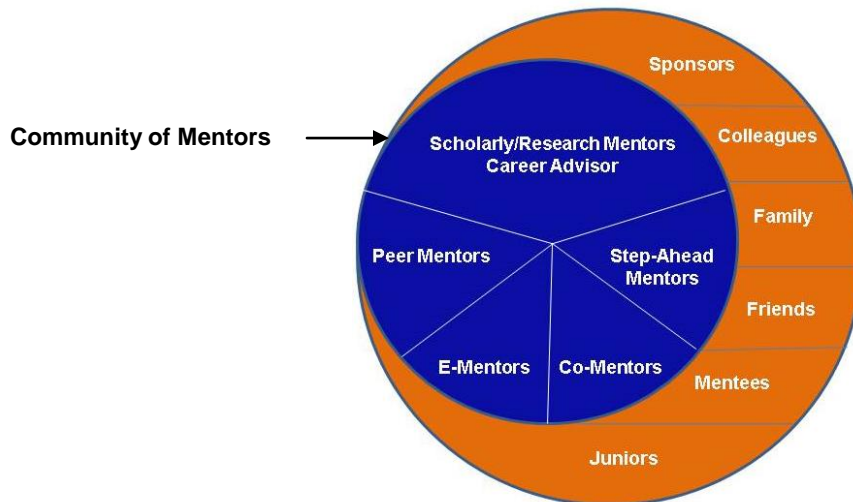 Sponsors
Community of Mentors
Scholarly/Research Mentors
Career Advisor
Colleagues
Family
Peer Mentors
Step-Ahead
Mentors
Friends
E-Mentors
Co-Mentors
Mentees
Juniors